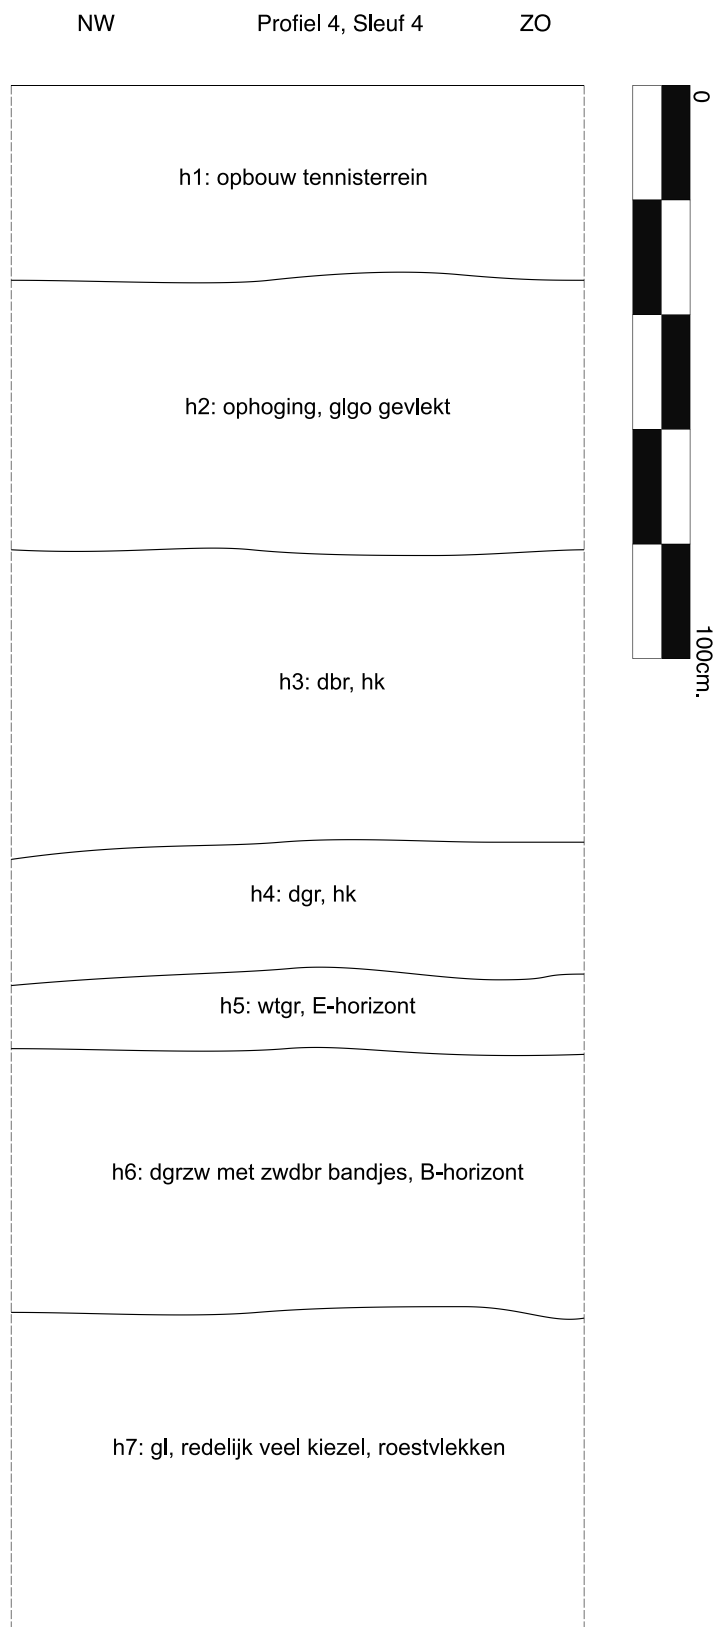 NW Profiel 4, Sleuf 4 ZO
0
h1: opbouw tennisterrein
h2: ophoging, glgo gevlekt
100cm.
h3: dbr, hk
h4: dgr, hk
h5: wtgr, E-horizont
h6: dgrzw met zwdbr bandjes, B-horizont
h7: gl, redelijk veel kiezel, roestvlekken